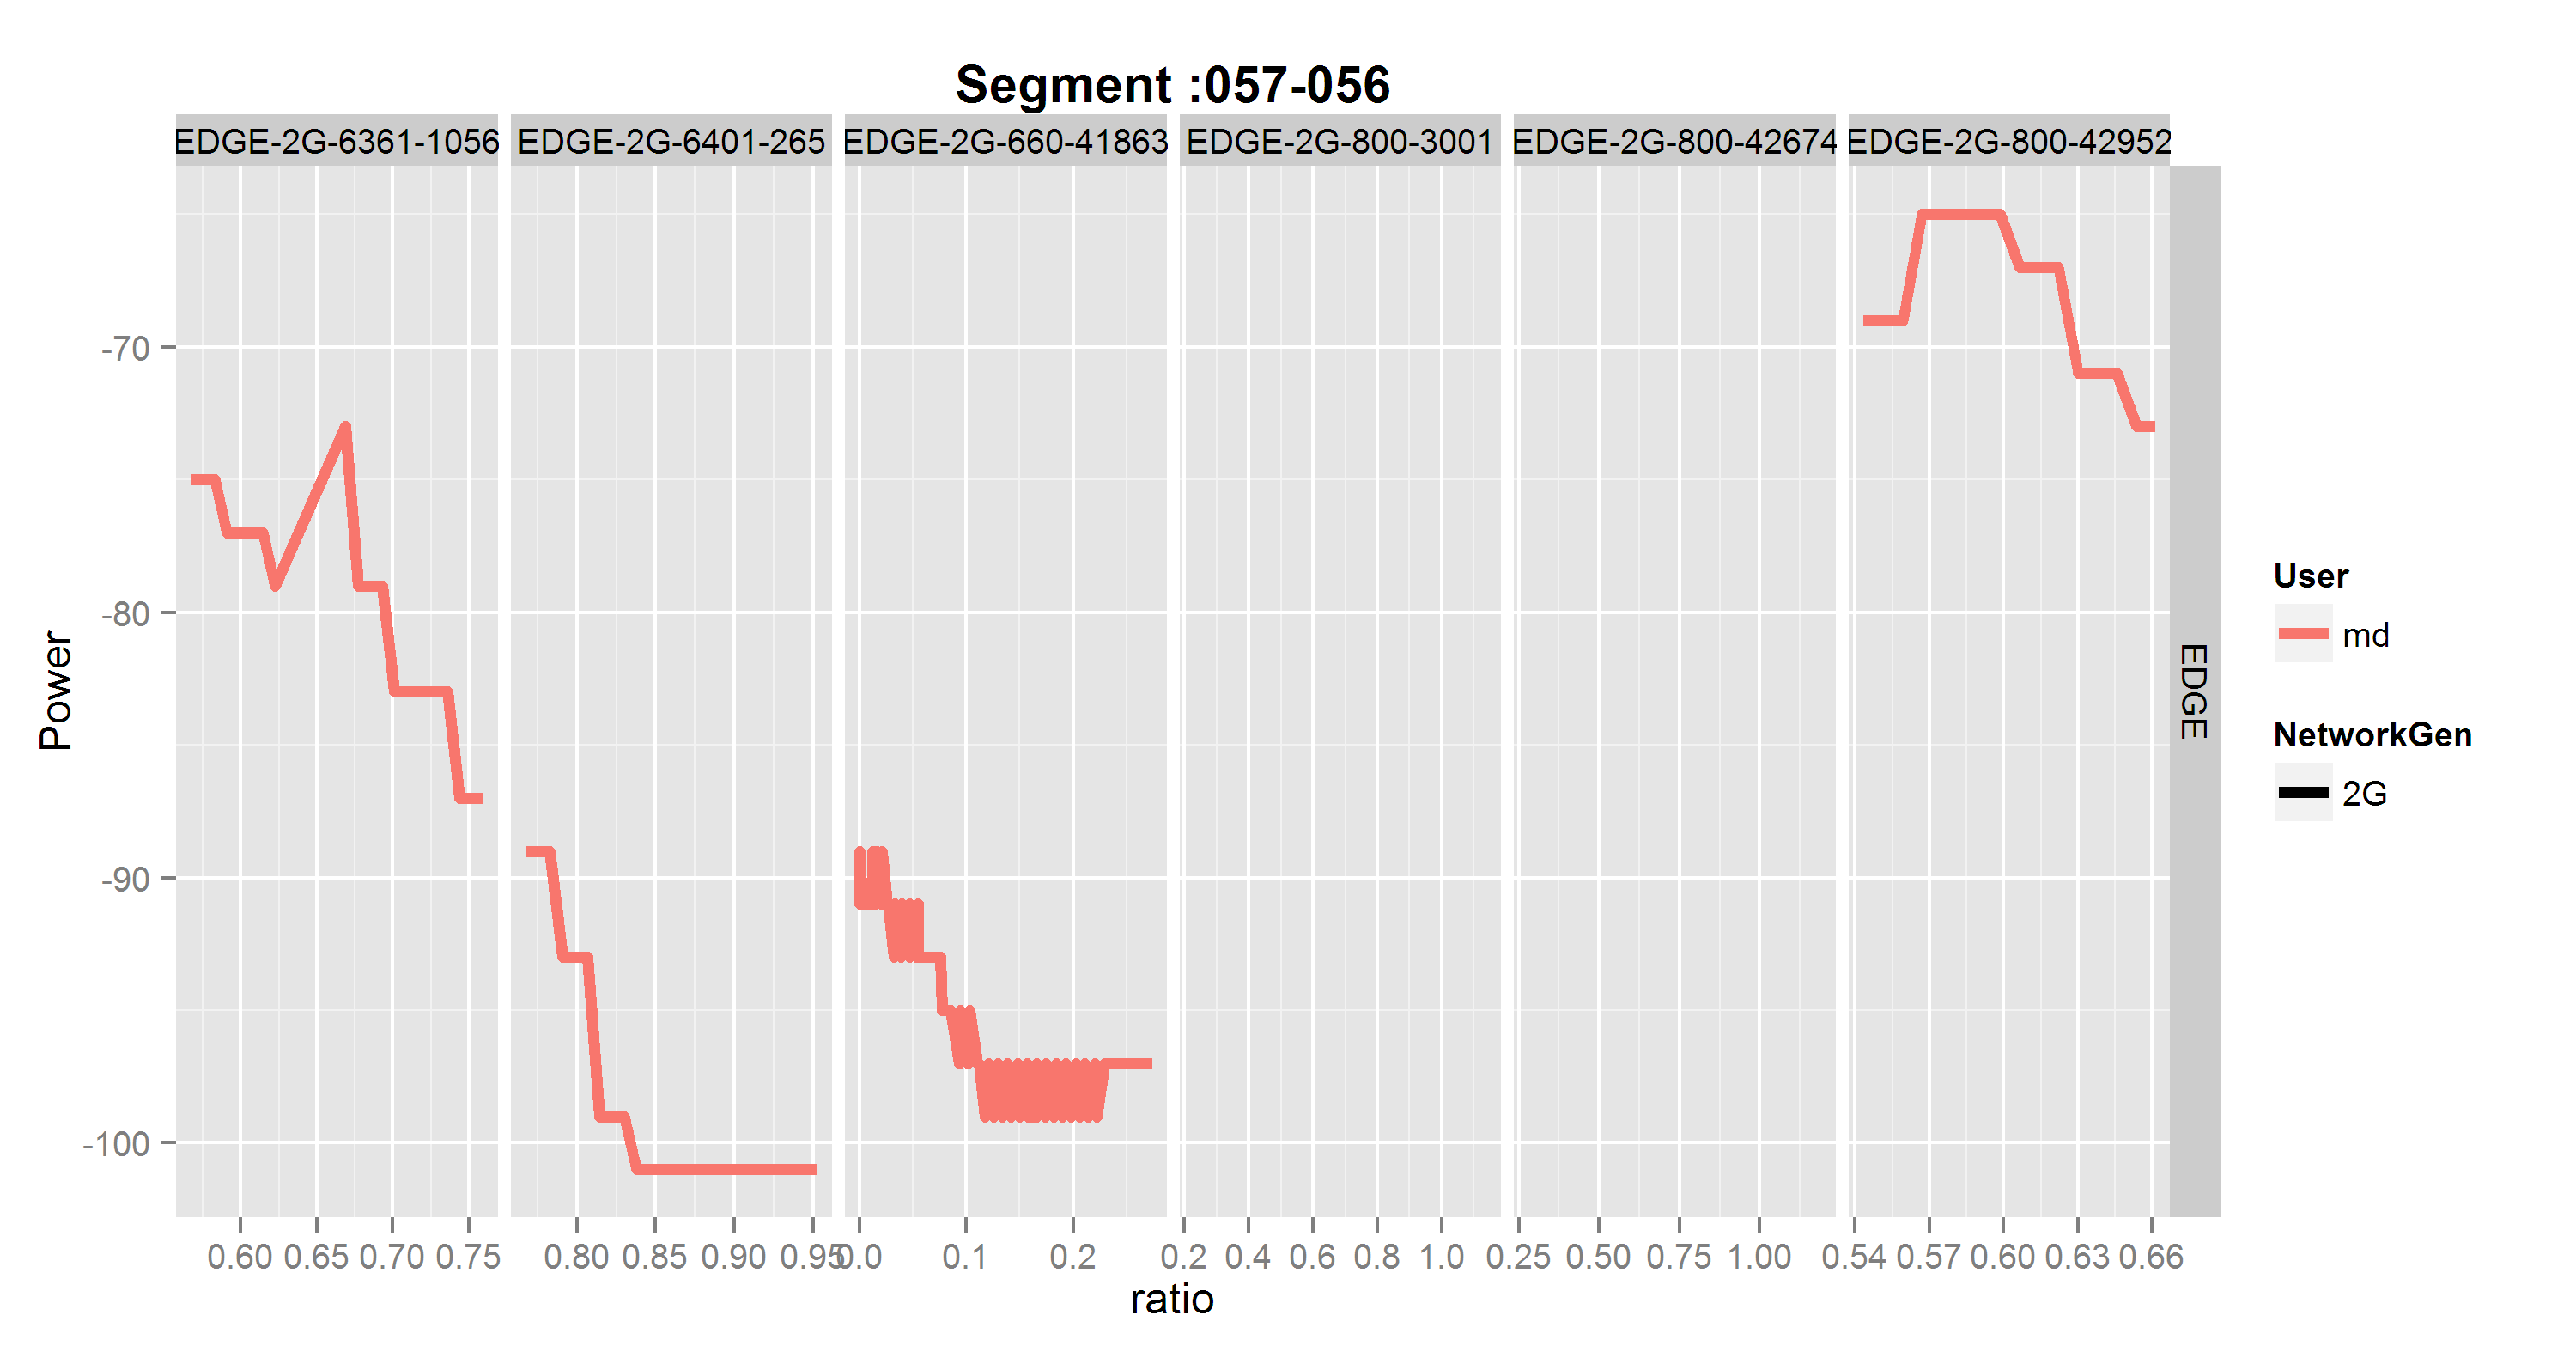 Segment :057-056
EDGE-2G-6361-1056 EDGE-2G-6401-265 EDGE-2G-660-41863 EDGE-2G-800-3001 EDGE-2G-800-42674 EDGE-2G-800-42952
-70
-80
-90
-100
Power
EDGE
User
md
NetworkGen
2G
0.60 0.65 0.70 0.75 0.80 0.85 0.90 0.95 0.0 0.1 0.2 0.2 0.4 0.6 0.8 1.0 0.25 0.50 0.75 1.00 0.54 0.57 0.60 0.63 0.66
ratio